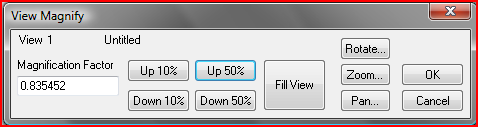 View Magnify
View 1 Untitled
Magnification Factor
0.835452
Up 10% Up 50%
Down 10% Down 50%
Fill View
Rotate...
Zoom...
Pan...
OK
Cancel